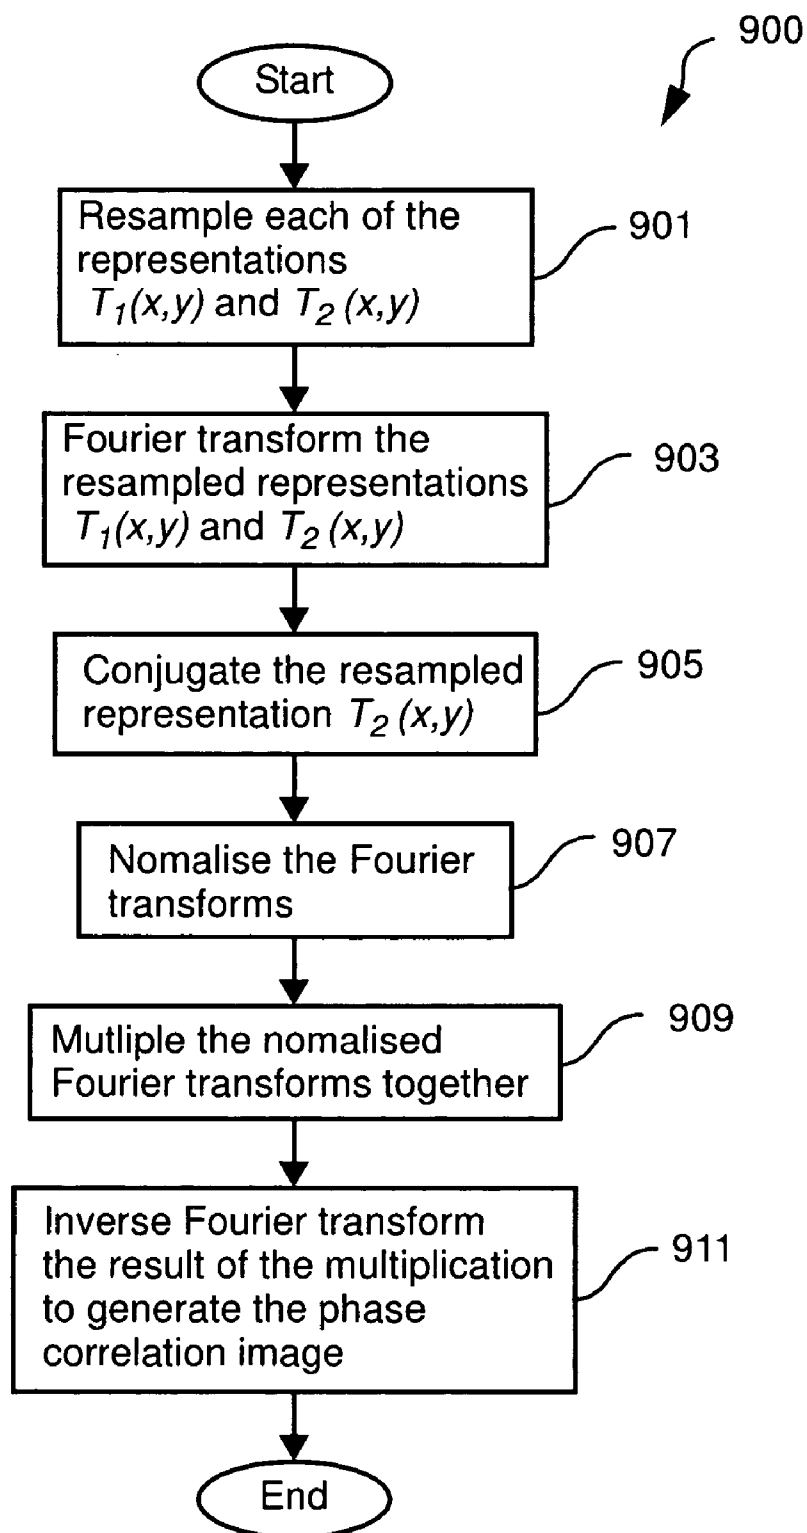 900
Start
Resample each of the
representations
T₁(x,y) and T₂(x,y)
901
Fourier transform the
resampled representations
T₁(x,y) and T₂(x,y)
903
Conjugate the resampled
representation T₂(x,y)
905
Nomalise the Fourier
transforms
907
Mutliple the nomalised
Fourier transforms together
909
Inverse Fourier transform
the result of the multiplication
to generate the phase
correlation image
911
End